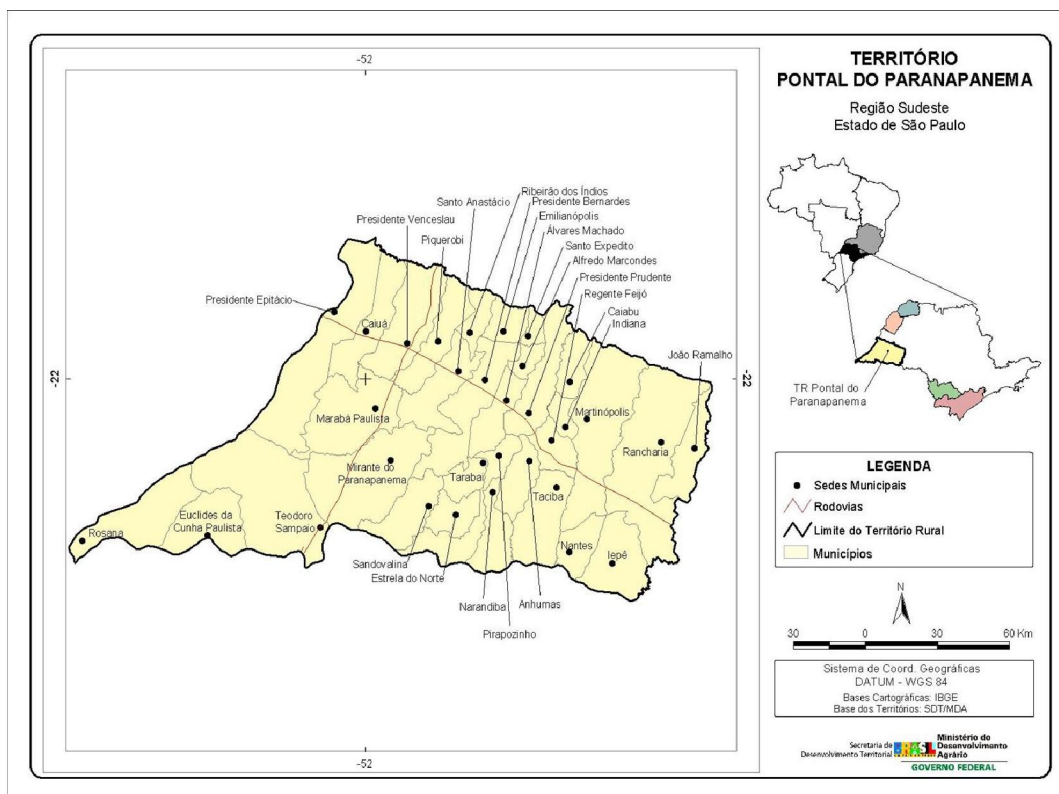 -52
-22
-22
-52
Ribeirão dos Índios
Santo Anastácio
Presidente Bernardes
Emilianópolis
Presidente Venceslau
Álvares Machado
Piquerobi
Santo Expedito
Alfredo Marcondes
Presidente Prudente
Regente Feijó
Presidente Epitácio
Caiabu
Indiana
Caiuá
João Ramalho
Marabá Paulista
Martinópolis
Rancharia
Mirante do
Paranapanema
Tarabai
Taciba
Euclides da
Cunha Paulista
Teodoro
Sampaio
Rosana
Nantes
Iepê
Sandovalina
Estrela do Norte
Narandiba
Anhumas
Pirapozinho
TERRITÓRIO
PONTAL DO PARANAPANEMA
Região Sudeste
Estado de São Paulo
TR Pontal do
Paranapanema
LEGENDA
Sedes Municipais
Rodovias
Limite do Território Rural
Municípios
N
30 0 30 60 Km
Sistema de Coord. Geográficas
DATUM - WGS 84
Bases Cartográficas: IBGE
Base dos Territórios: SDT/MDA
Secretaria de
Desenvolvimento Territorial
BRASIL
Ministério do
Desenvolvimento
Agrário
GOVERNO FEDERAL